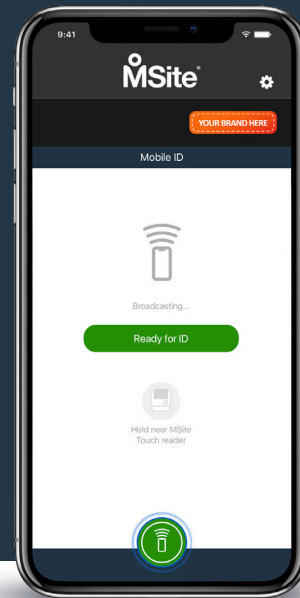 9:41
MSite®
YOUR BRAND HERE
Mobile ID
Broadcasting...
Ready for ID
Hold near MSite
Touch reader